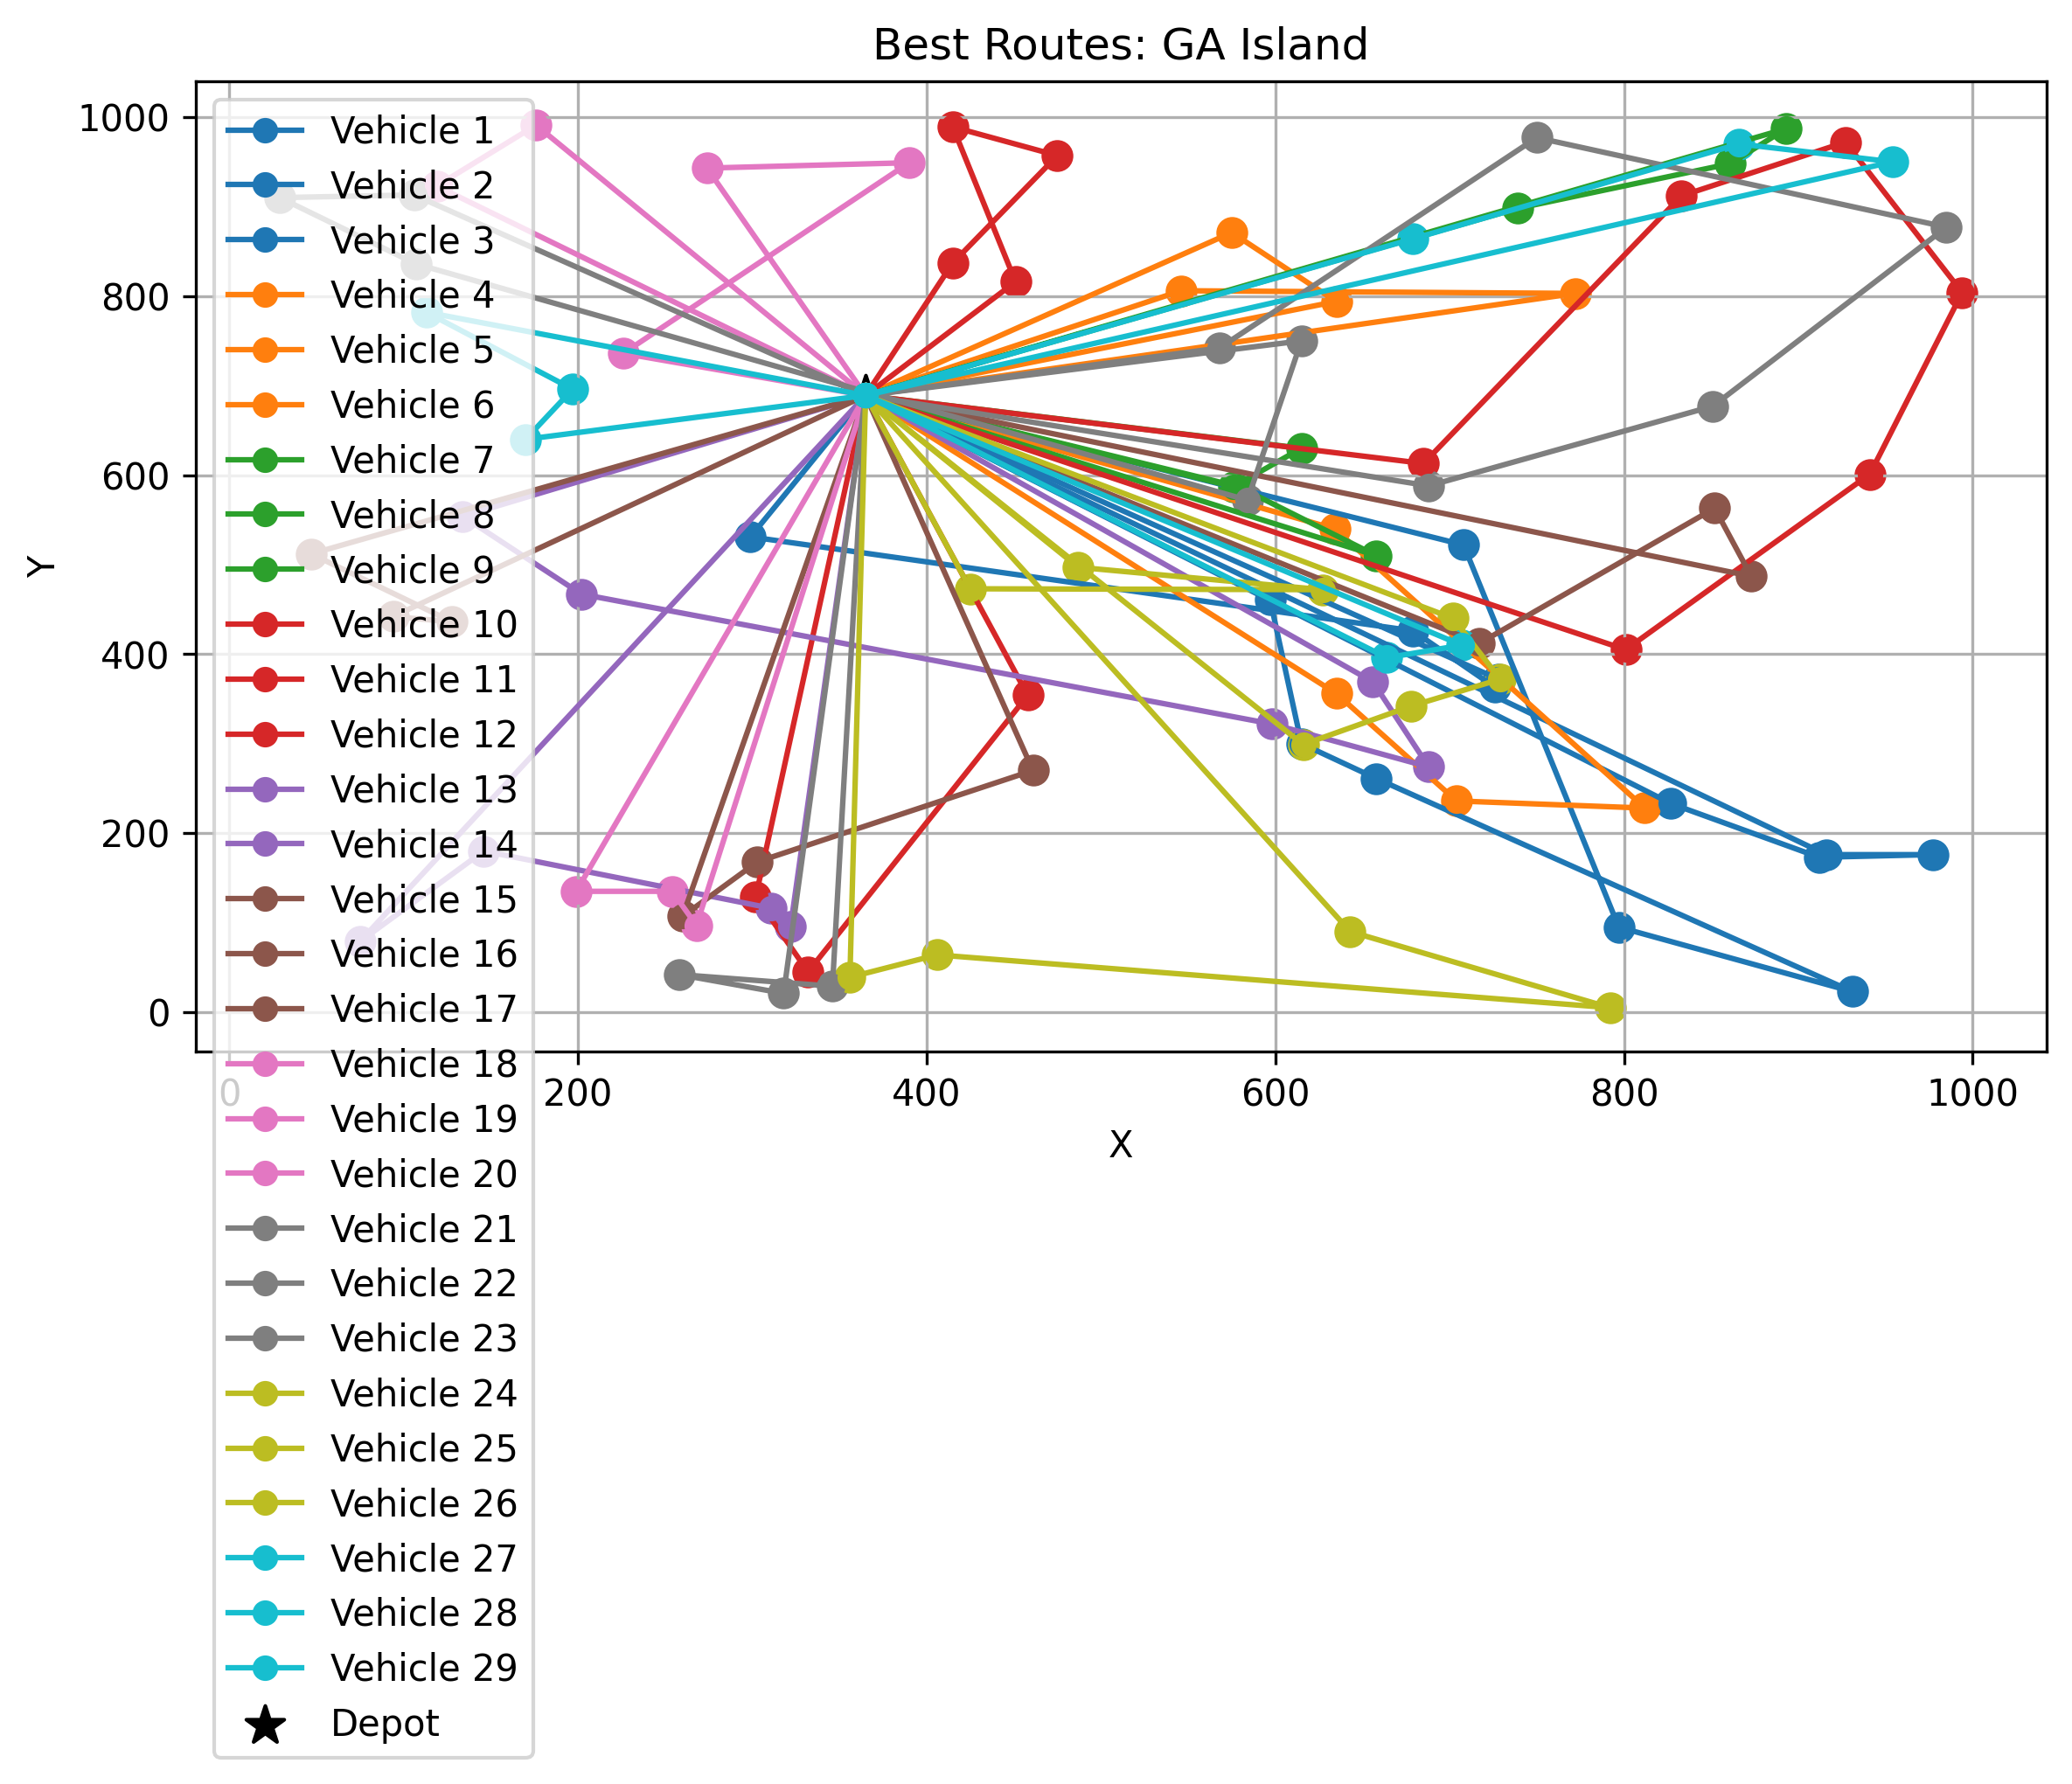 Best Routes: GA Island
1000
800
600
400
200
0
Y
0
200
400
600
800
1000
X
Vehicle 1
Vehicle 2
Vehicle 3
Vehicle 4
Vehicle 5
Vehicle 6
Vehicle 7
Vehicle 8
Vehicle 9
Vehicle 10
Vehicle 11
Vehicle 12
Vehicle 13
Vehicle 14
Vehicle 15
Vehicle 16
Vehicle 17
Vehicle 18
Vehicle 19
Vehicle 20
Vehicle 21
Vehicle 22
Vehicle 23
Vehicle 24
Vehicle 25
Vehicle 26
Vehicle 27
Vehicle 28
Vehicle 29
Depot